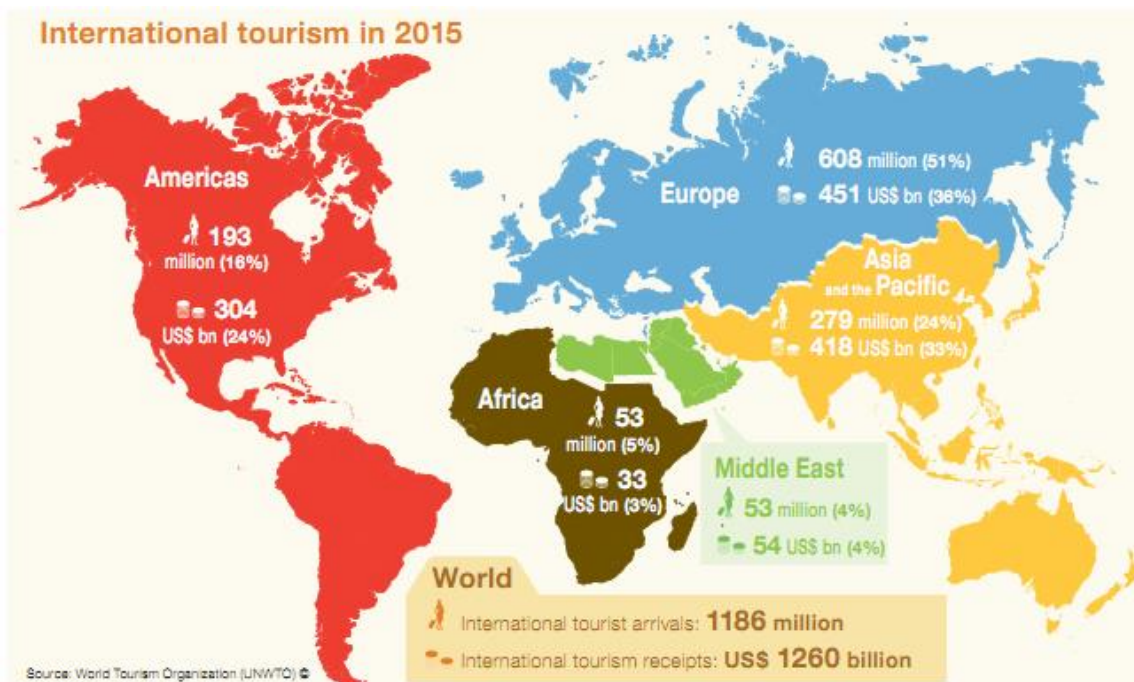 International tourism in 2015
Americas
193
million (16%)
304
US$ bn (24%)
Europe
608 million (51%)
451 US$ bn (36%)
Asia
and the Pacific
279 million (24%)
418 US$ bn (33%)
Africa
53
million (5%)
33
US$ bn (3%)
Middle East
53 million (4%)
54 US$ bn (4%)
World
International tourist arrivals: 1186 million
International tourism receipts: US$ 1260 billion
Source: World Tourism Organization (UNWTO) ©